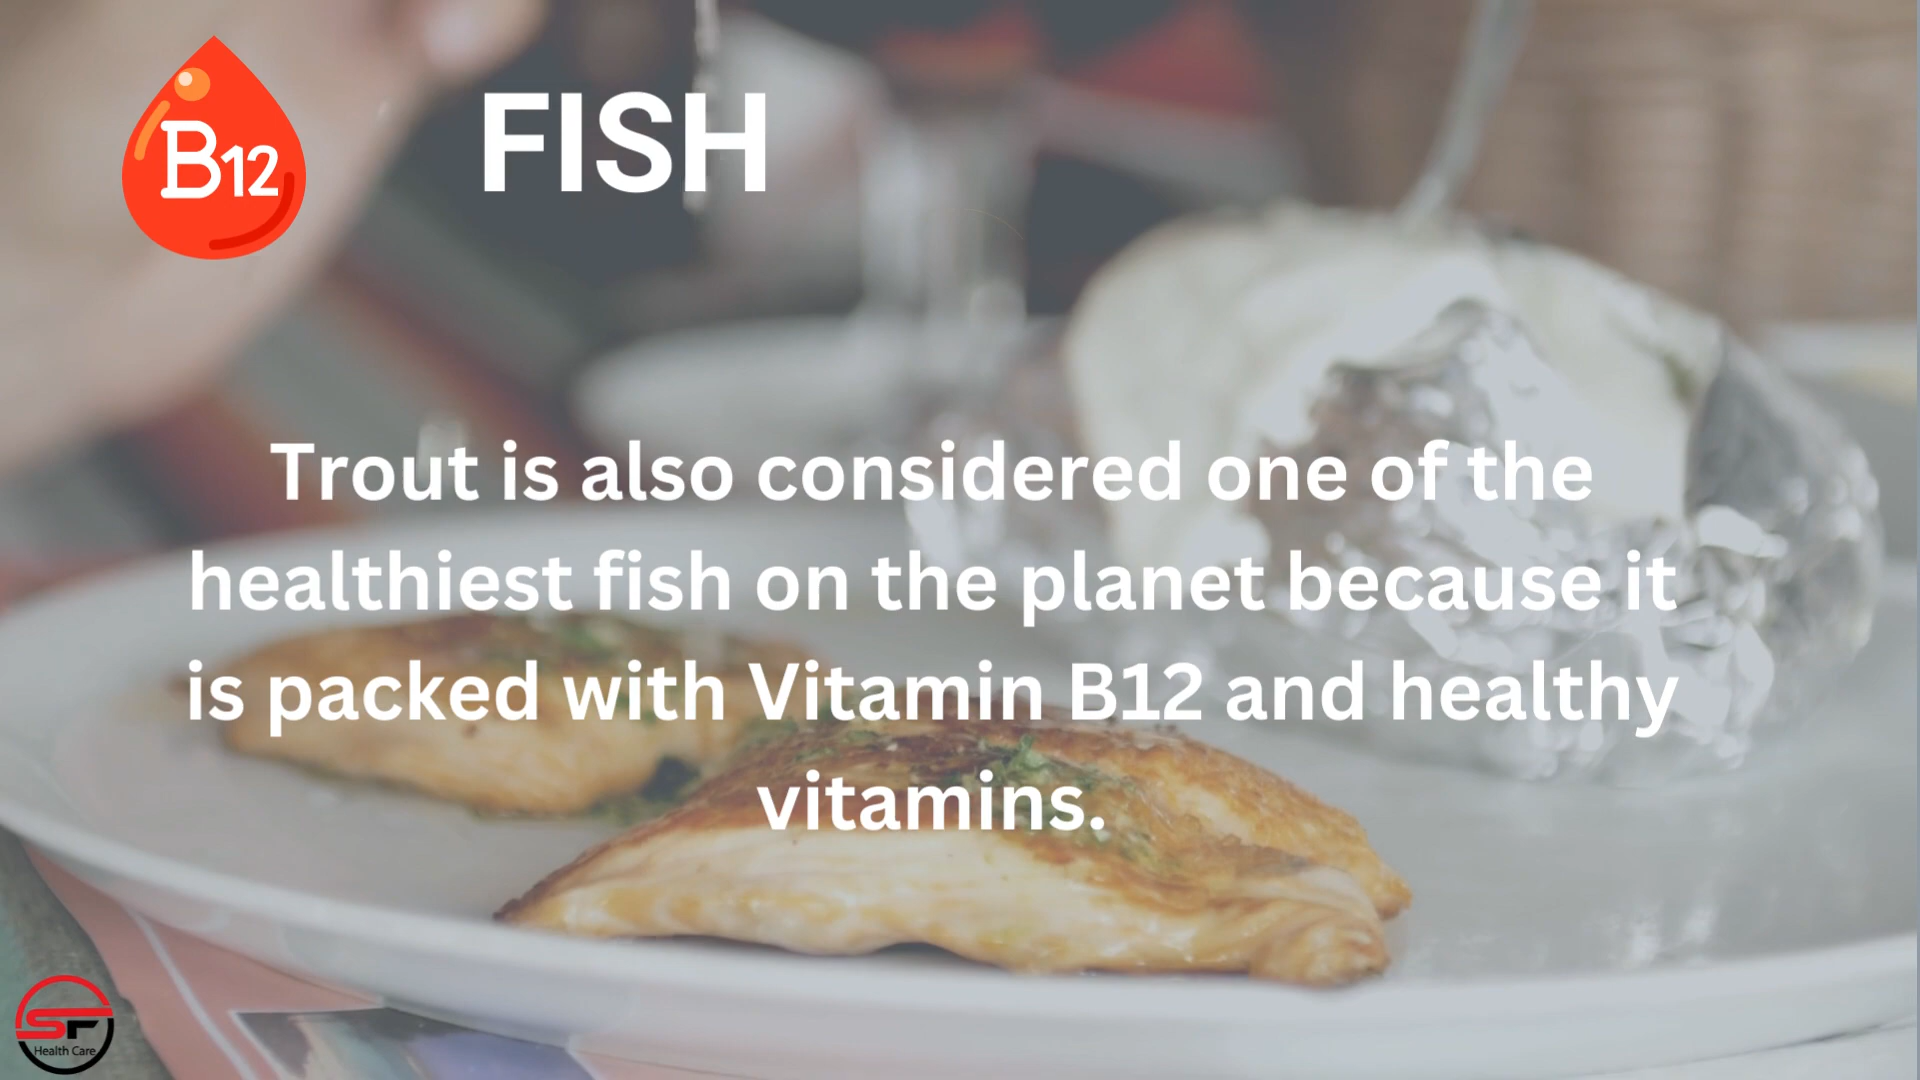 B12
FISH
Trout is also considered one of the
healthiest fish on the planet because it
is packed with Vitamin B12 and healthy
vitamins.
SF
Health Care